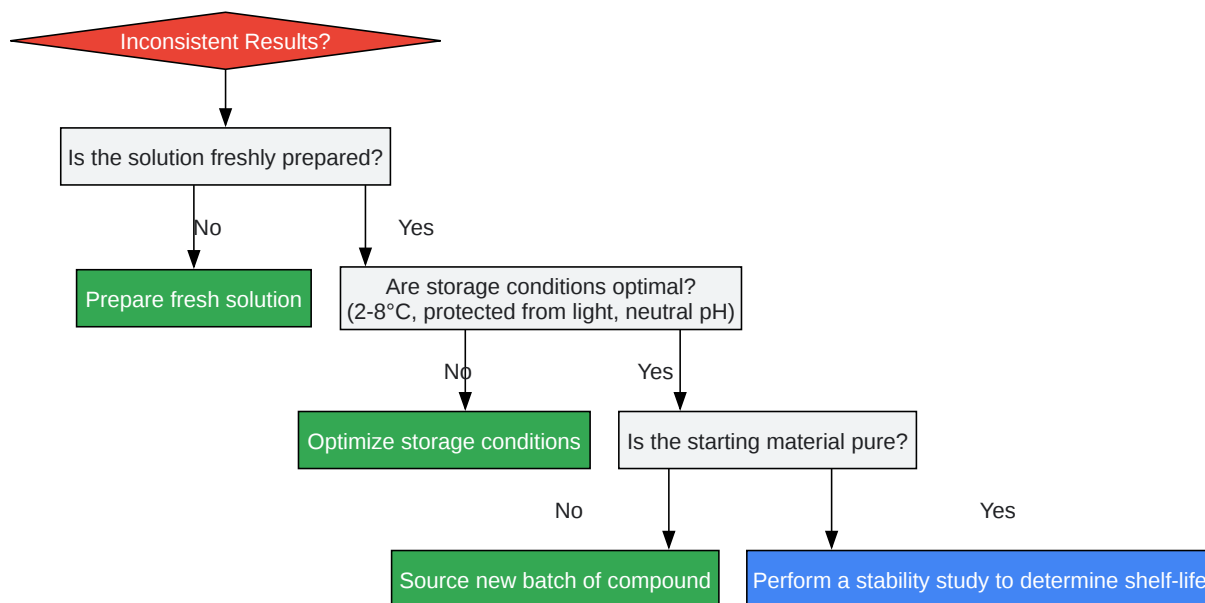 Inconsistent Results?
Is the solution freshly prepared?
No
Yes
Prepare fresh solution
Are storage conditions optimal?
(2-8°C, protected from light, neutral pH)
No
Yes
Optimize storage conditions
Is the starting material pure?
No
Yes
Source new batch of compound
Perform a stability study to determine shelf-life